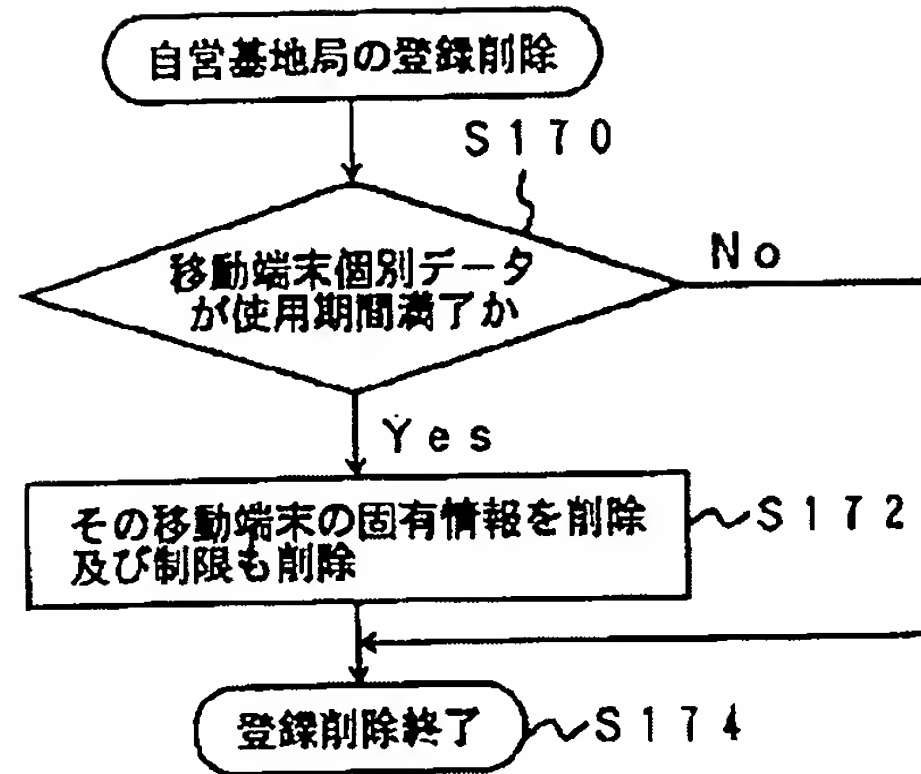 自営基地局の登録削除
S170
移動端末個別データ
が使用期間満了か
No
Yes
その移動端末の固有情報を削除
及び制限も削除
S172
登録削除終了
S174